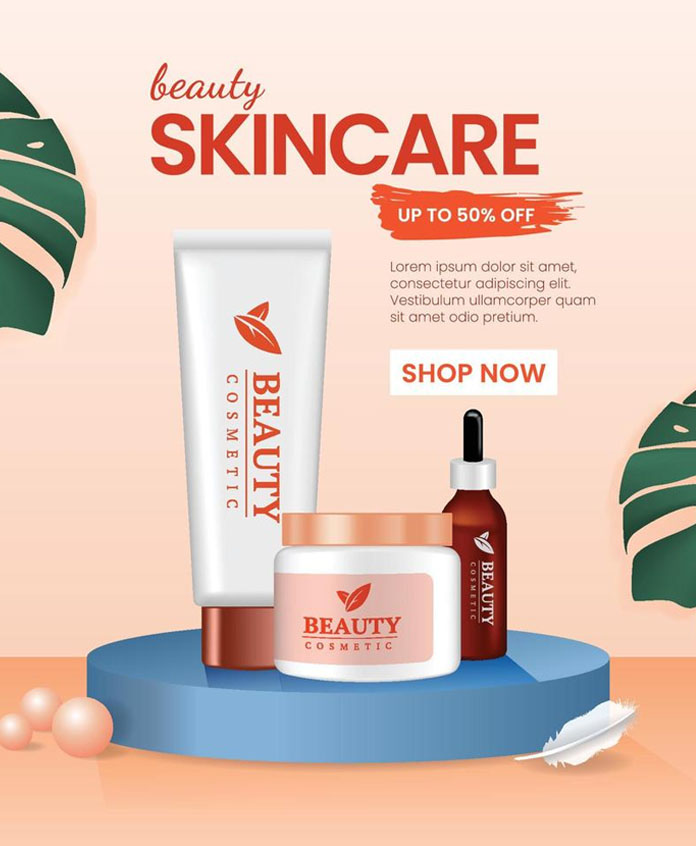 beauty
SKINCARE
UP TO 50% OFF
Lorem ipsum dolor sit amet,
consectetur adipiscing elit.
Vestibulum ullamcorper quam
sit amet odio pretium.
SHOP NOW
BEAUTY
COSMETIC
BEAUTY
COSMETIC
BEAUTY
COSMETIC